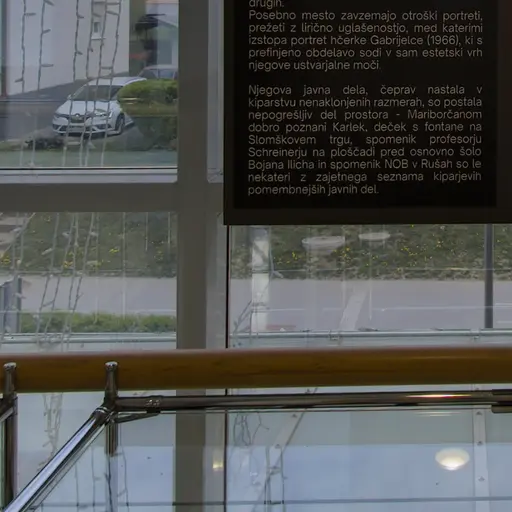 drugih.
Posebno mesto zavzemajo otroški portreti,
prežeti z lirično uglašenostjo, med katerimi
izstopa portret hčerke Gabrijelce (1966), ki s
prefinjeno obdelavo sodi v sam estetski vrh
njegove ustvarjalne moči.
Njegova javna dela, čeprav nastala v
kiparstvu nenaklonjenih razmerah, so postala
nepogrešljiv del prostora - Mariborčanom
dobro poznani Karlek, deček s fontane na
Slomškovem trgu, spomenik profesorju
Schreinerju na ploščadi pred osnovno šolo
Bojana Ilicha in spomenik NOB v Rušah so le
nekateri z zajetnega seznama kiparjevih
pomembnejših javnih del.